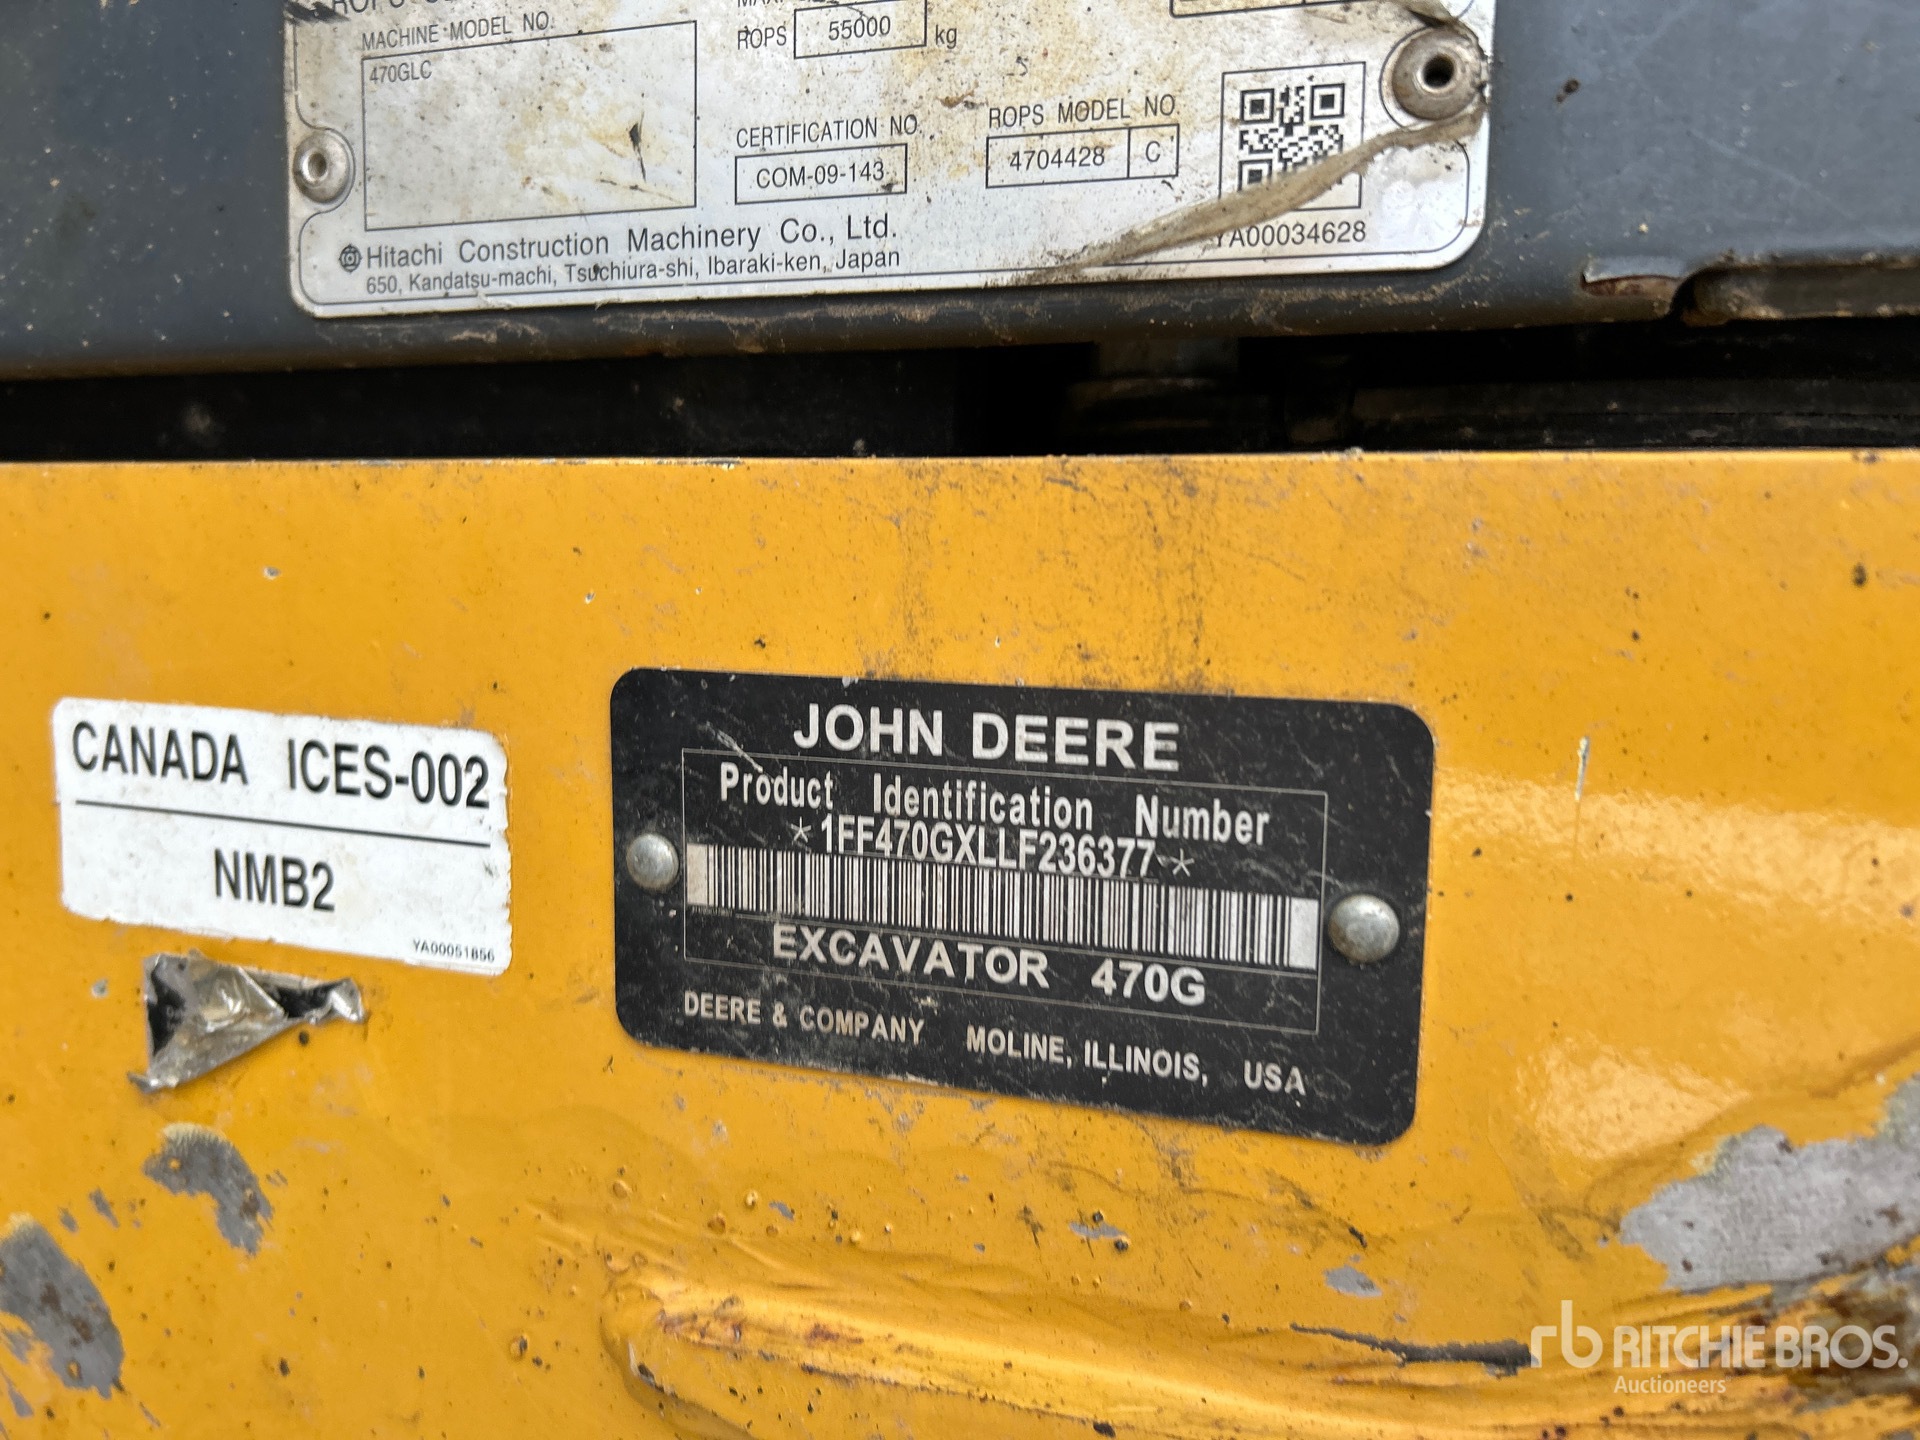 MACHINE MODEL NO.
470GLC
ROPS 55000 kg
CERTIFICATION NO.
COM-09-143
ROPS MODEL NO.
4704428 C
Hitachi Construction Machinery Co., Ltd.
650, Kandatsu-machi, Tsuchiura-shi, Ibaraki-ken, Japan
YA00034628
CANADA ICES-002
NMB2
YA00051856
JOHN DEERE
Product Identification Number
*1FF470GXLLF236377*
EXCAVATOR 470G
DEERE & COMPANY MOLINE, ILLINOIS, USA
rb RITCHIE BROS.
Auctioneers